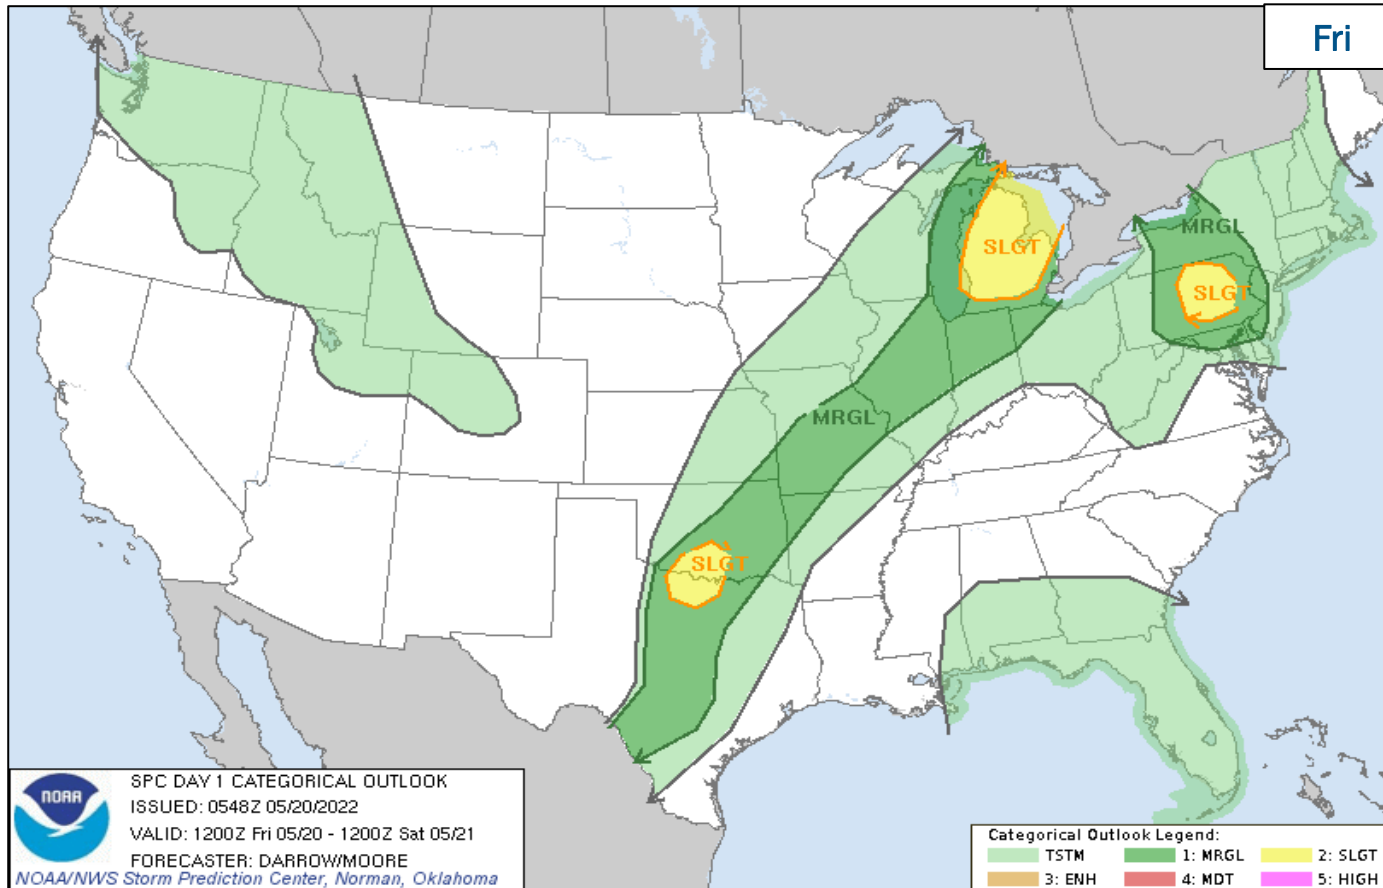 Fri
MRGL
SLGT
SLGT
MRGL
SLGT
NOAA
SPC DAY 1 CATEGORICAL OUTLOOK
ISSUED: 0548Z 05/20/2022
VALID: 1200Z Fri 05/20 - 1200Z Sat 05/21
FORECASTER: DARROW/MOORE
NOAA/NWS Storm Prediction Center, Norman, Oklahoma
Categorical Outlook Legend:
TSTM 1: MRGL 2: SLGT
3: ENH 4: MDT 5: HIGH